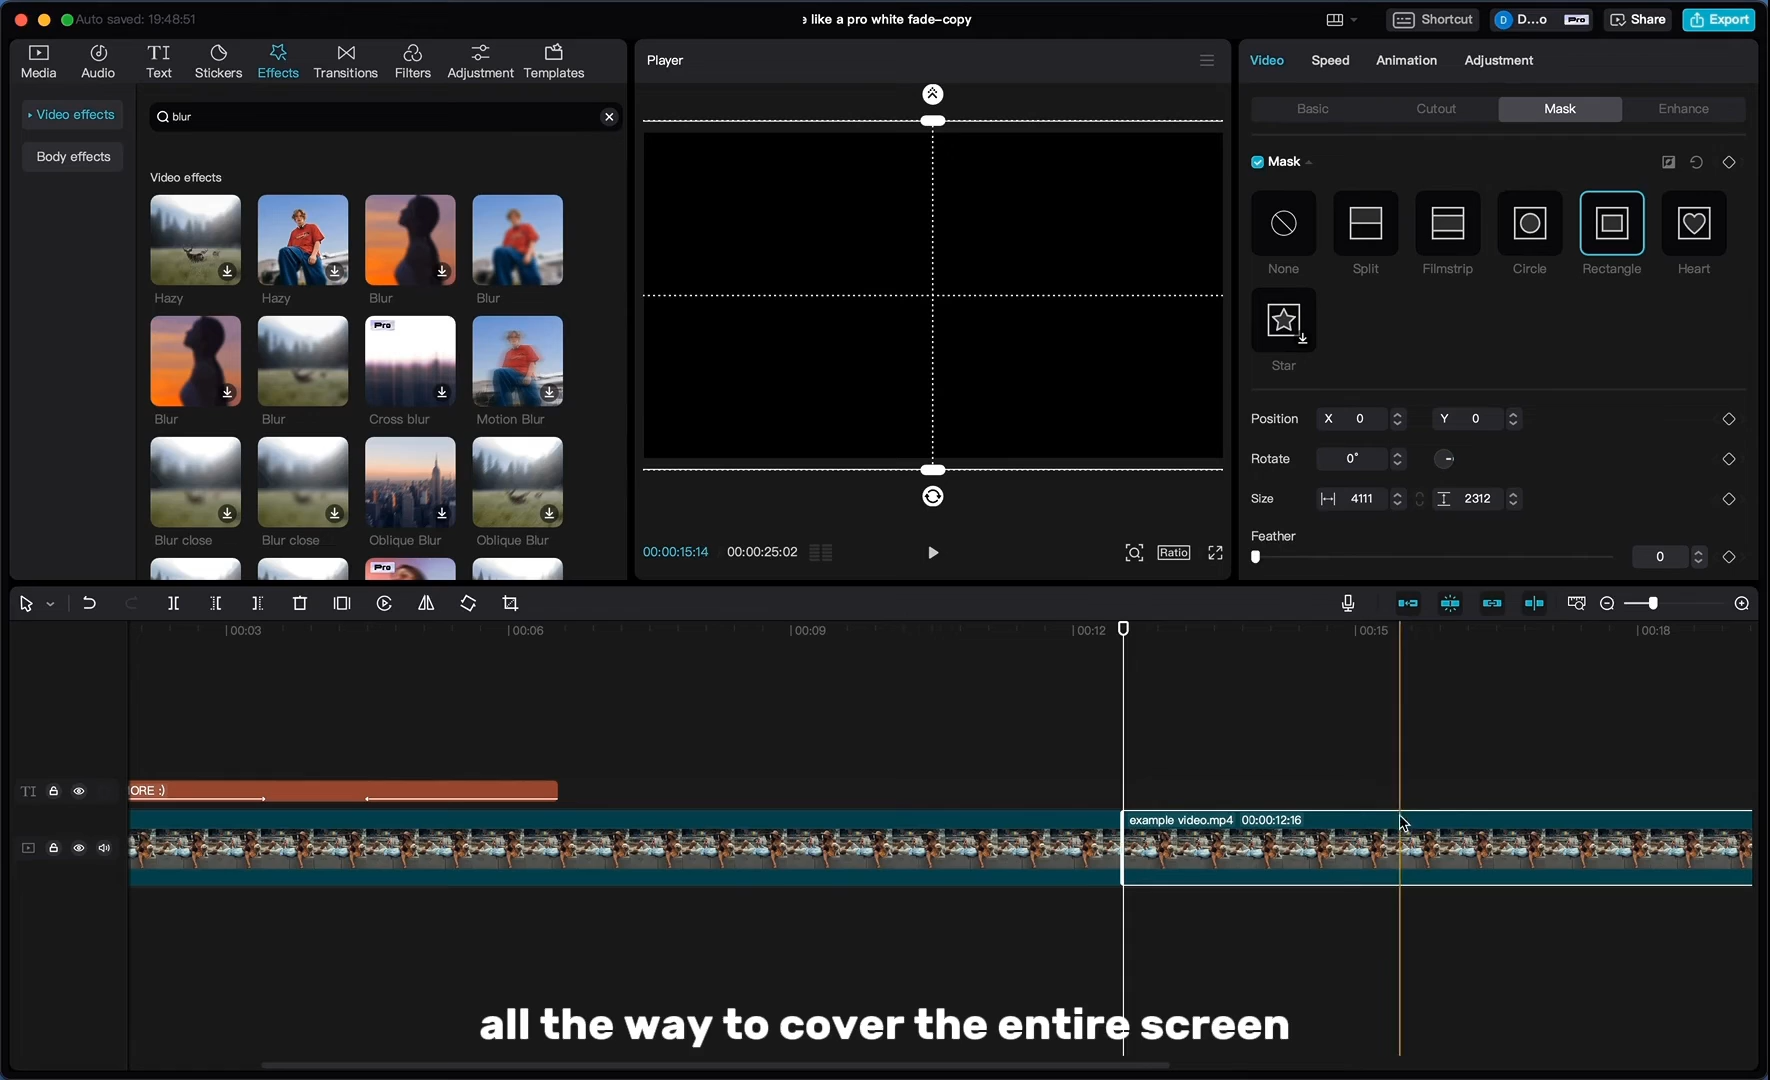 Auto saved: 19:48:51
e like a pro white fade-copy
Shortcut
D
D...o
Pro
Share
Export
Media
Audio
TI
Text
Stickers
Effects
Transitions
Filters
Adjustment
Templates
Video effects
Body effects
blur
Video effects
Hazy
Hazy
Blur
Blur
Pro
Blur
Blur
Cross blur
Motion Blur
Blur close
Blur close
Oblique Blur
Oblique Blur
Pro
Player
00:00:15:14
00:00:25:02
Ratio
Video
Speed
Animation
Adjustment
Basic
Cutout
Mask
Enhance
Mask
None
Split
Filmstrip
Circle
Rectangle
Heart
Star
Position
X 0
Y 0
Rotate
0°
Size
4111
2312
Feather
0
00:03
00:06
00:09
00:12
00:15
00:18
TI
ORE :)
example video.mp4 00:00:12:16
all the way to cover the entire screen